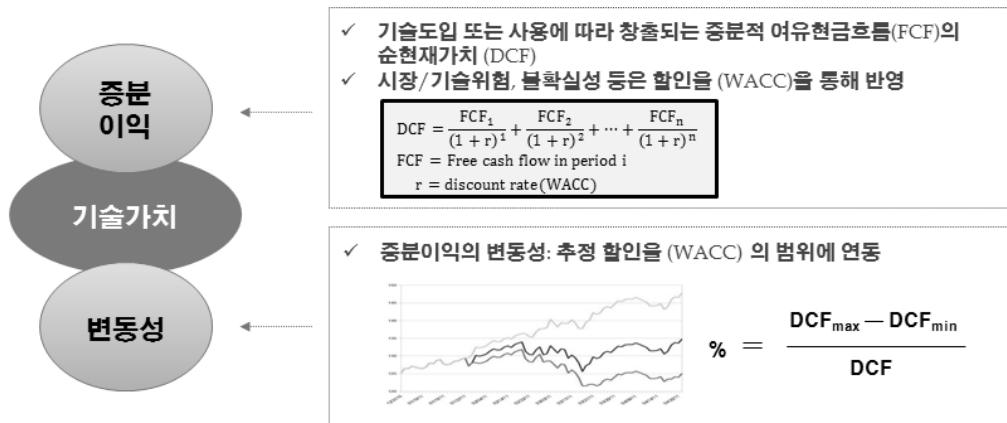 증분
이익
기술가치
변동성
✓ 기술도입 또는 사용에 따라 창출되는 증분적 여유현금흐름(FCF)의
순현재가치 (DCF)
✓ 시장/기술위험, 불확실성 등은 할인율 (WACC)을 통해 반영
DCF = FCF₁/(1 + r)¹ + FCF₂/(1 + r)² + ⋯ + FCFₙ/(1 + r)ⁿ
FCF = Free cash flow in period i
r = discount rate(WACC)
✓ 증분이익의 변동성: 추정 할인율 (WACC) 의 범위에 연동
% = (DCFmax — DCFmin)/DCF